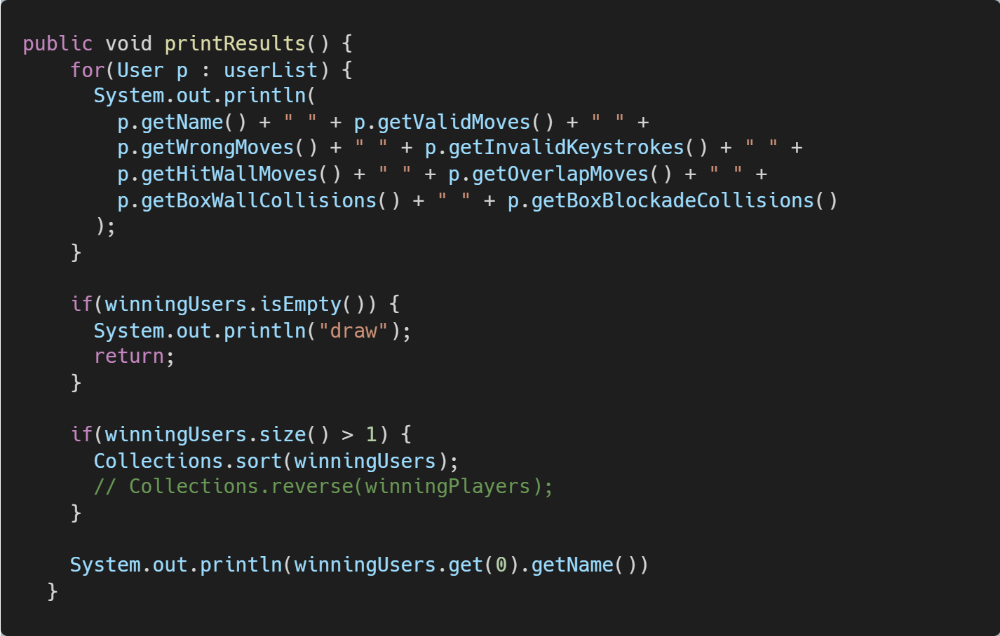 public void printResults() {
    for(User p : userList) {
      System.out.println(
        p.getName() + " " + p.getValidMoves() + " " +
        p.getWrongMoves() + " " + p.getInvalidKeystrokes() + " " +
        p.getHitWallMoves() + " " + p.getOverlapMoves() + " " +
        p.getBoxWallCollisions() + " " + p.getBoxBlockadeCollisions()
      );
    }

    if(winningUsers.isEmpty()) {
      System.out.println("draw");
      return;
    }

    if(winningUsers.size() > 1) {
      Collections.sort(winningUsers);
      // Collections.reverse(winningPlayers);
    }

    System.out.println(winningUsers.get(0).getName())
  }